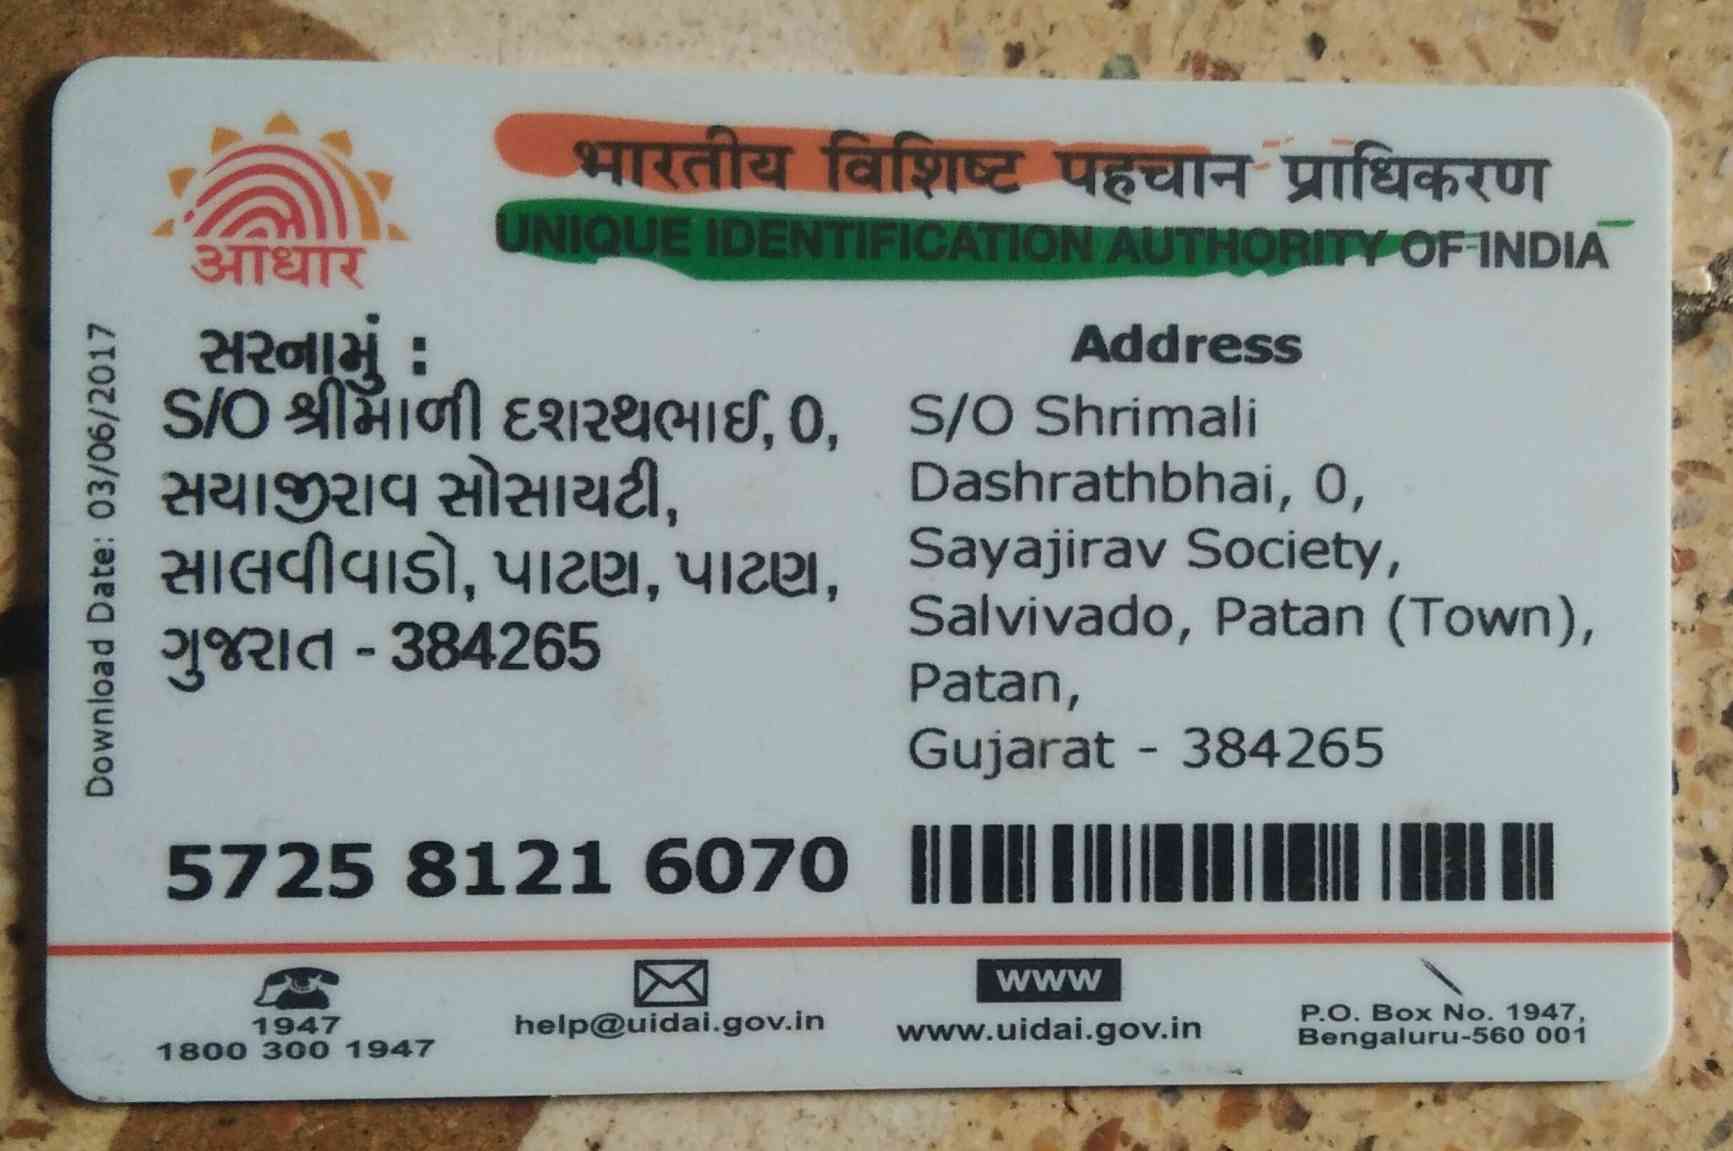 आधार
भारतीय विशिष्ट पहचान प्राधिकरण
UNIQUE IDENTIFICATION AUTHORITY OF INDIA
Download Date: 03/06/2017
સરનામું :
S/O શ્રીમાળી દશરથભાઈ, 0,
સયાજીરાવ સોસાયટી,
સાલવીવાડો, પાટણ, પાટણ,
ગુજરાત - 384265
Address
S/O Shrimali
Dashrathbhai, 0,
Sayajirav Society,
Salvivado, Patan (Town),
Patan,
Gujarat - 384265
5725 8121 6070
1947
1800 300 1947
help@uidai.gov.in
www
www.uidai.gov.in
P.O. Box No. 1947,
Bengaluru-560 001